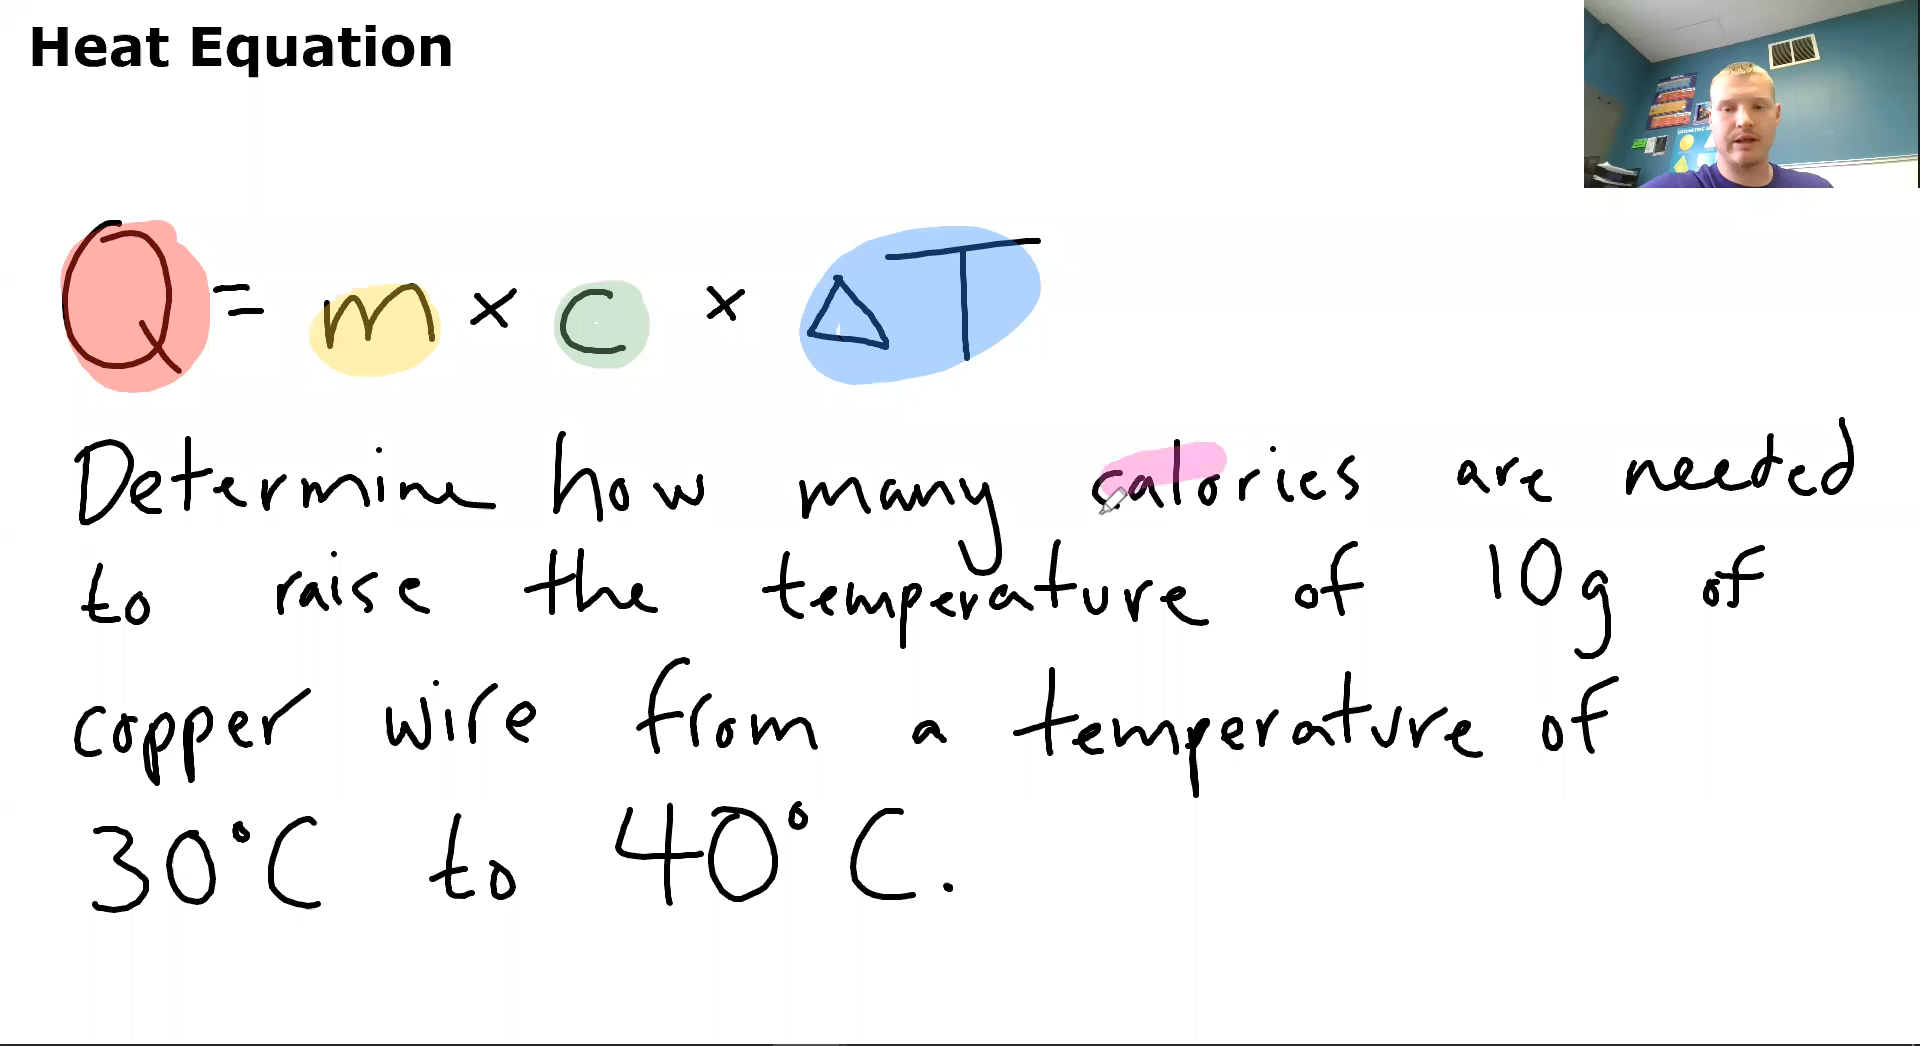 Heat Equation
Q = m × c × ΔT
Determine how many calories are needed
to raise the temperature of 10g of
copper wire from a temperature of
30°C to 40°C.